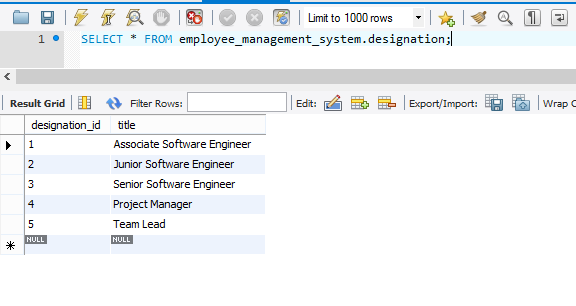 Limit to 1000 rows
1 SELECT * FROM employee_management_system.designation;
Result Grid Filter Rows: Edit: Export/Import: Wrap C
designation_id title
1 Associate Software Engineer
2 Junior Software Engineer
3 Senior Software Engineer
4 Project Manager
5 Team Lead
NULL NULL